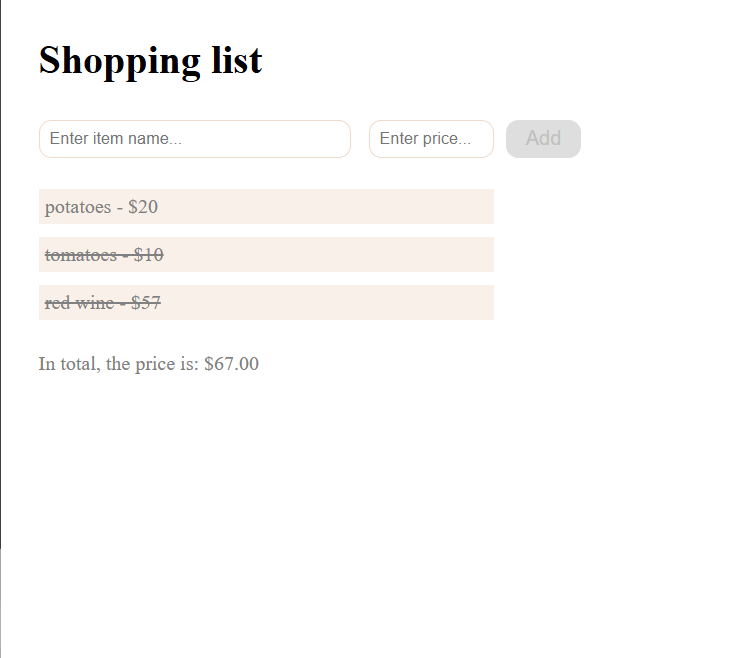 Shopping list
Enter item name... Enter price... Add
potatoes - $20
tomatoes - $10
red wine - $57
In total, the price is: $67.00